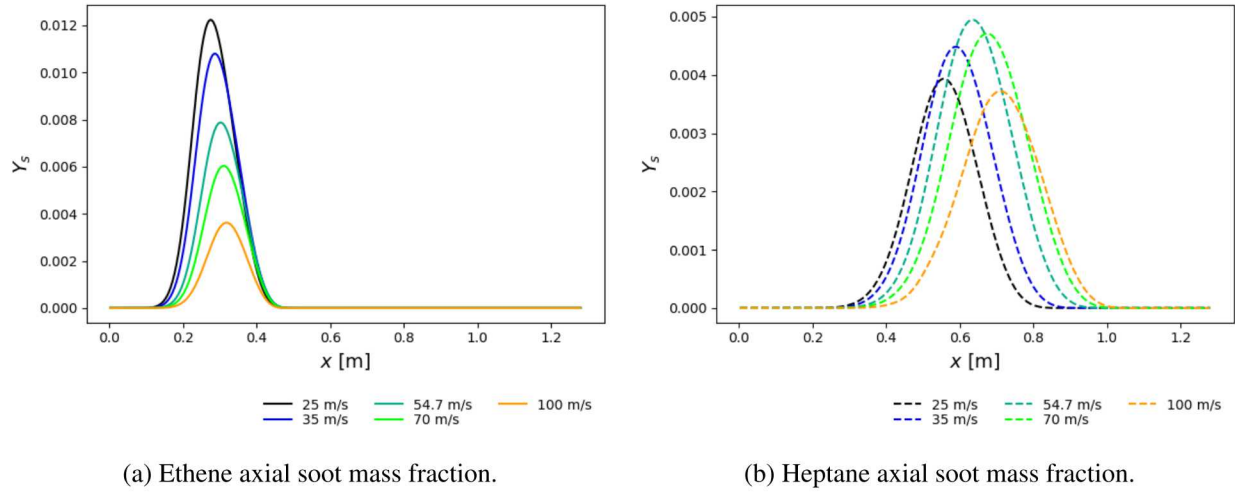 0.012
0.010
0.008
0.006
0.004
0.002
0.000
Y_s
0.0 0.2 0.4 0.6 0.8 1.0 1.2
x [m]
25 m/s 54.7 m/s 100 m/s
35 m/s 70 m/s
(a) Ethene axial soot mass fraction.
0.005
0.004
0.003
0.002
0.001
0.000
Y_s
0.0 0.2 0.4 0.6 0.8 1.0 1.2
x [m]
25 m/s 54.7 m/s 100 m/s
35 m/s 70 m/s
(b) Heptane axial soot mass fraction.